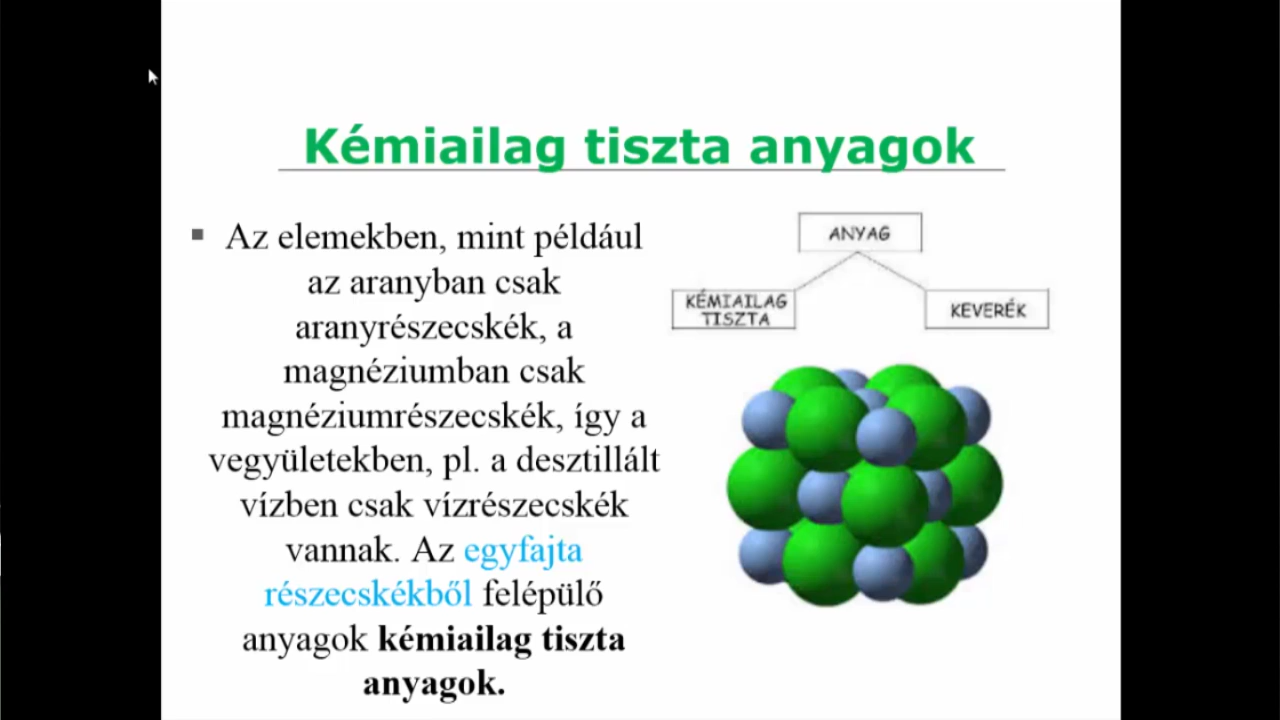 Kémiailag tiszta anyagok
Az elemekben, mint például
az aranyban csak
aranyrészecskék, a
magnéziumban csak
magnéziumrészecskék, így a
vegyületekben, pl. a desztillált
vízben csak vízrészecskék
vannak. Az egyfajta
részecskékből felépülő
anyagok kémiailag tiszta
anyagok.
ANYAG
KÉMIAILAG
TISZTA
KEVERÉK